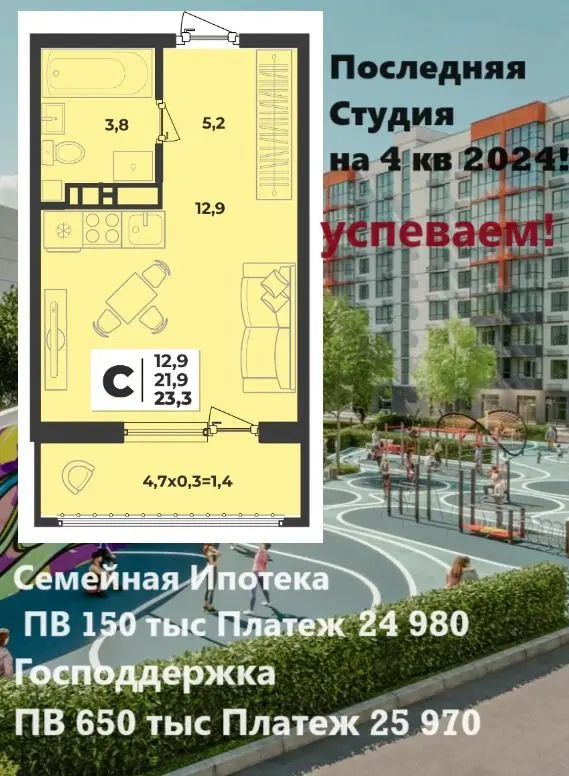 Последняя
Студия
на 4 кв 2024!
успеваем!
3,8
5,2
12,9
С
12,9
21,9
23,3
4,7х0,3=1,4
Семейная Ипотека
ПВ 150 тыс Платеж 24 980
Господдержка
ПВ 650 тыс Платеж 25 970